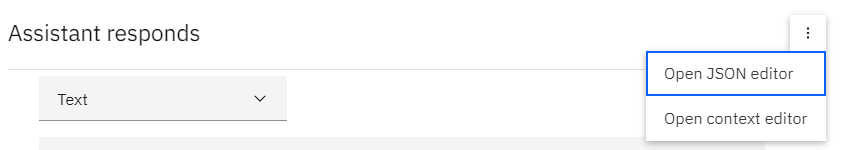 Assistant responds
Open JSON editor
Text
Open context editor